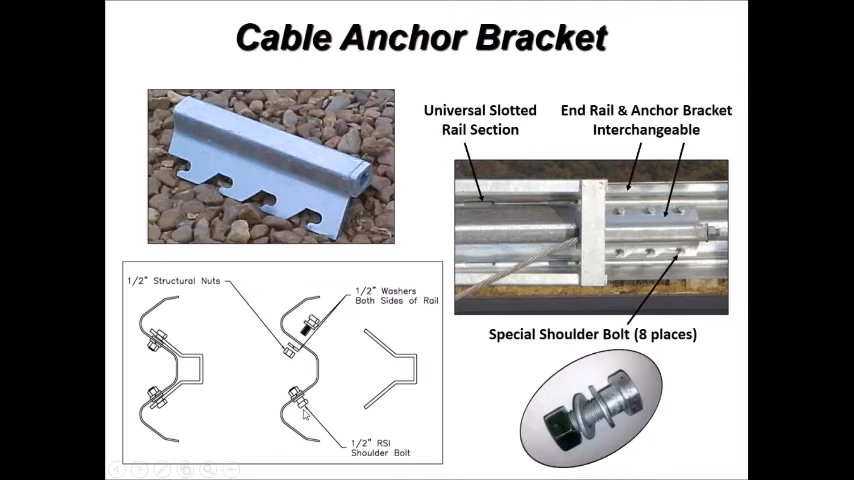 Cable Anchor Bracket
Universal Slotted
Rail Section
End Rail & Anchor Bracket
Interchangeable
1/2" Structural Nuts
1/2" Washers
Both Sides of Rail
Special Shoulder Bolt (8 places)
1/2" RSI
Shoulder Bolt